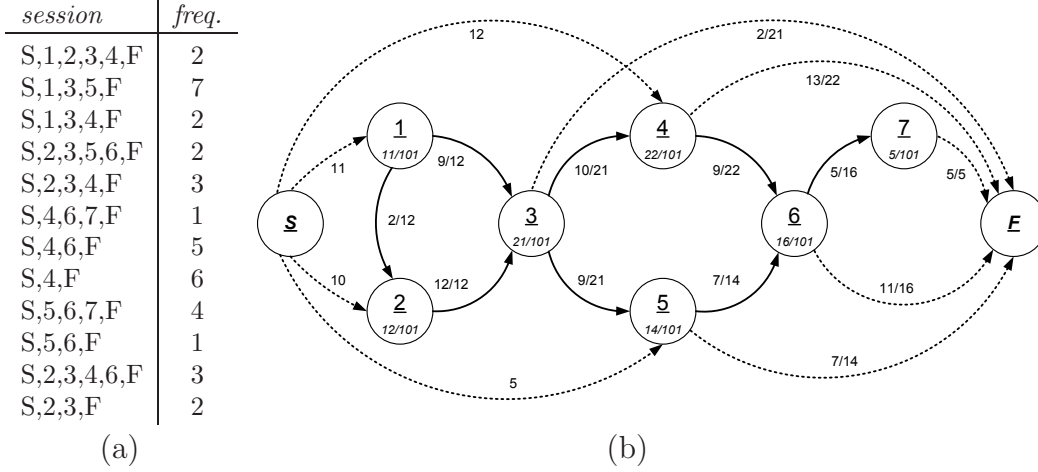 session freq.
S,1,2,3,4,F 2
S,1,3,5,F 7
S,1,3,4,F 2
S,2,3,5,6,F 2
S,2,3,4,F 3
S,4,6,7,F 1
S,4,6,F 5
S,4,F 6
S,5,6,7,F 4
S,5,6,F 1
S,2,3,4,6,F 3
S,2,3,F 2
(a)
12
2/21
13/22
1
11/101
4
22/101
7
5/101
11
9/12
10/21
9/22
5/16
5/5
S
2/12
3
21/101
6
16/101
F
10
12/12
9/21
7/14
11/16
2
12/101
5
14/101
5
7/14
(b)